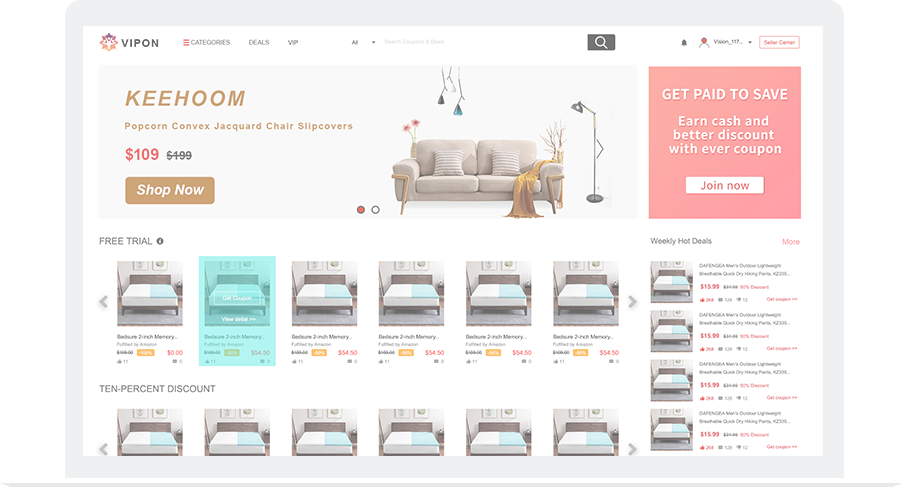 VIPON
CATEGORIES DEALS VIP All Search Coupons & Deals Vision_117... Seller Center
KEEHOOM
Popcorn Convex Jacquard Chair Slipcovers
$109 $199
Shop Now
GET PAID TO SAVE
Earn cash and
better discount
with ever coupon
Join now
FREE TRIAL
Get Coupon
View detail >>
Bedsure 2-inch Memory... Bedsure 2-inch Memory... Bedsure 2-inch Memory... Bedsure 2-inch Memory... Bedsure 2-inch Memory... Bedsure 2-inch Memory...
Fulfilled by Amazon Fulfilled by Amazon Fulfilled by Amazon Fulfilled by Amazon Fulfilled by Amazon Fulfilled by Amazon
$109.00 -50% $0.00 $109.00 $54.50 $109.00 -50% $54.50 $109.00 -50% $54.50 $109.00 -50% $54.50 $109.00 -50% $54.50
11 0 11 0 11 0 11 0 11 0 11 0
TEN-PERCENT DISCOUNT
Weekly Hot Deals More
DAFENGEA Men's Outdoor Lightweight
Breathable Quick Dry Hiking Pants, KZ335...
$15.99 $31.99 50% Discount
268 128 12 Get coupon >>
DAFENGEA Men's Outdoor Lightweight
Breathable Quick Dry Hiking Pants, KZ335...
$15.99 $31.99 50% Discount
268 128 12 Get coupon >>
DAFENGEA Men's Outdoor Lightweight
Breathable Quick Dry Hiking Pants, KZ335...
$15.99 $31.99 50% Discount
268 128 12 Get coupon >>
DAFENGEA Men's Outdoor Lightweight
Breathable Quick Dry Hiking Pants, KZ335...
$15.99 $31.99 50% Discount
268 128 12 Get coupon >>